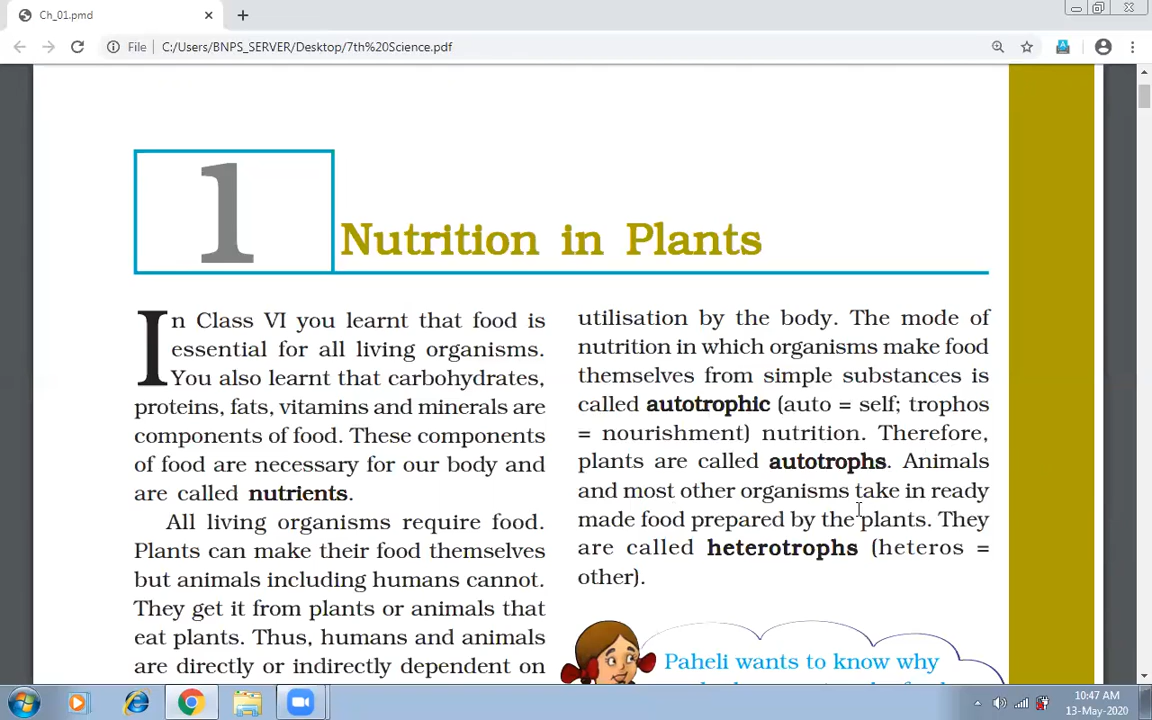 Ch_01.pmd
File
C:/Users/BNPS_SERVER/Desktop/7th%20Science.pdf
1
Nutrition in Plants
In Class VI you learnt that food is
essential for all living organisms.
You also learnt that carbohydrates,
proteins, fats, vitamins and minerals are
components of food. These components
of food are necessary for our body and
are called nutrients.
All living organisms require food.
Plants can make their food themselves
but animals including humans cannot.
They get it from plants or animals that
eat plants. Thus, humans and animals
are directly or indirectly dependent on
utilisation by the body. The mode of
nutrition in which organisms make food
themselves from simple substances is
called autotrophic (auto = self; trophos
= nourishment) nutrition. Therefore,
plants are called autotrophs. Animals
and most other organisms take in ready
made food prepared by the plants. They
are called heterotrophs (heteros =
other).
Paheli wants to know why
10:47 AM
13-May-2020